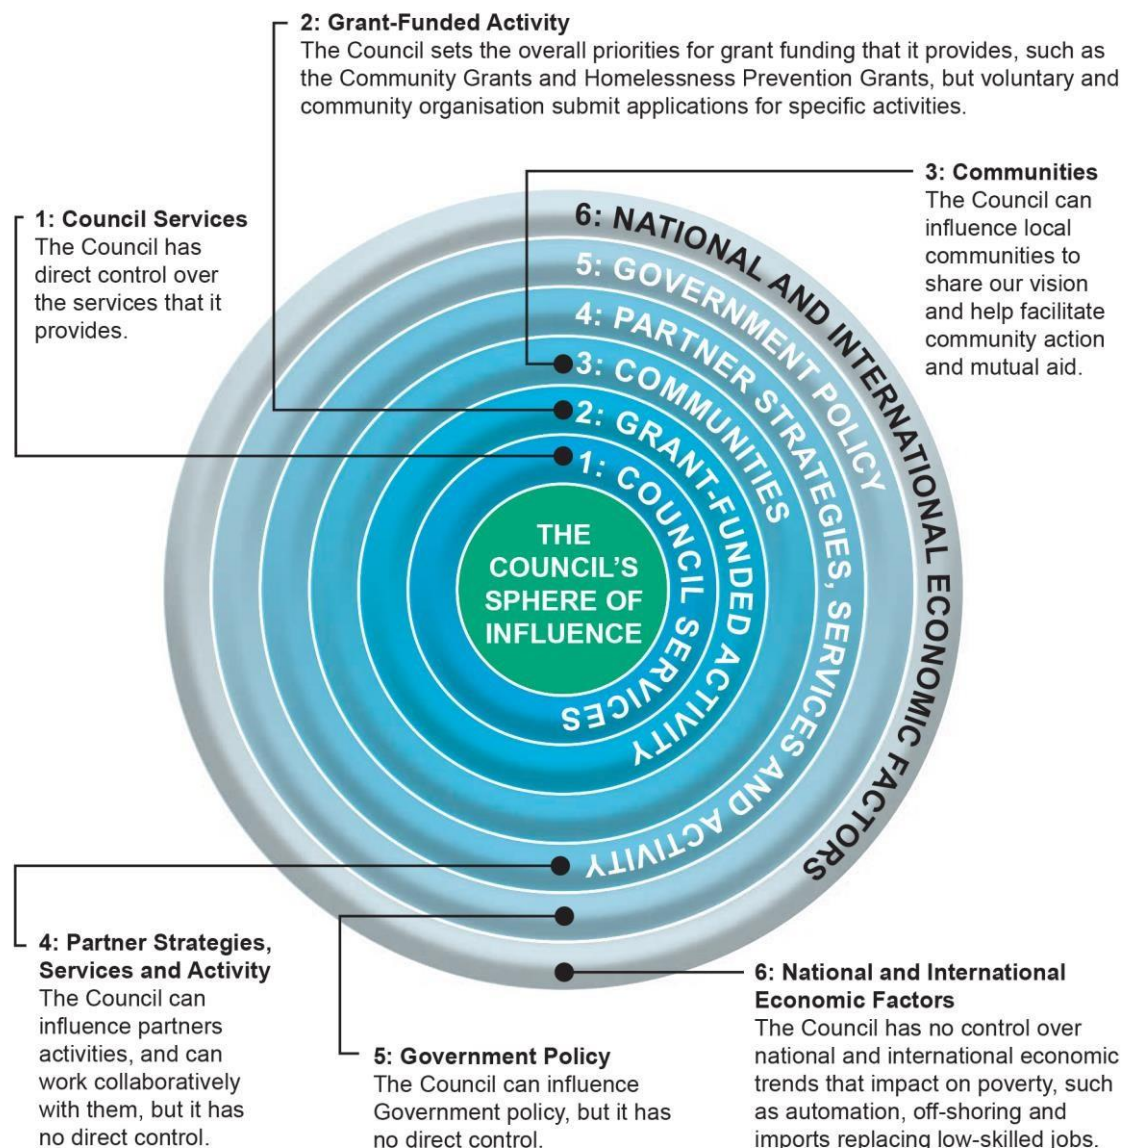 2: Grant-Funded Activity
The Council sets the overall priorities for grant funding that it provides, such as
the Community Grants and Homelessness Prevention Grants, but voluntary and
community organisation submit applications for specific activities.
3: Communities
The Council can
influence local
communities to
share our vision
and help facilitate
community action
and mutual aid.
1: Council Services
The Council has
direct control over
the services that it
provides.
6: NATIONAL AND INTERNATIONAL ECONOMIC FACTORS
5: GOVERNMENT POLICY
4: PARTNER STRATEGIES, SERVICES AND ACTIVITY
3: COMMUNITIES
2: GRANT-FUNDED ACTIVITY
1: COUNCIL SERVICES
THE
COUNCIL'S
SPHERE OF
INFLUENCE
4: Partner Strategies,
Services and Activity
The Council can
influence partners
activities, and can
work collaboratively
with them, but it has
no direct control.
5: Government Policy
The Council can influence
Government policy, but it has
no direct control.
6: National and International
Economic Factors
The Council has no control over
national and international economic
trends that impact on poverty, such
as automation, off-shoring and
imports replacing low-skilled jobs.